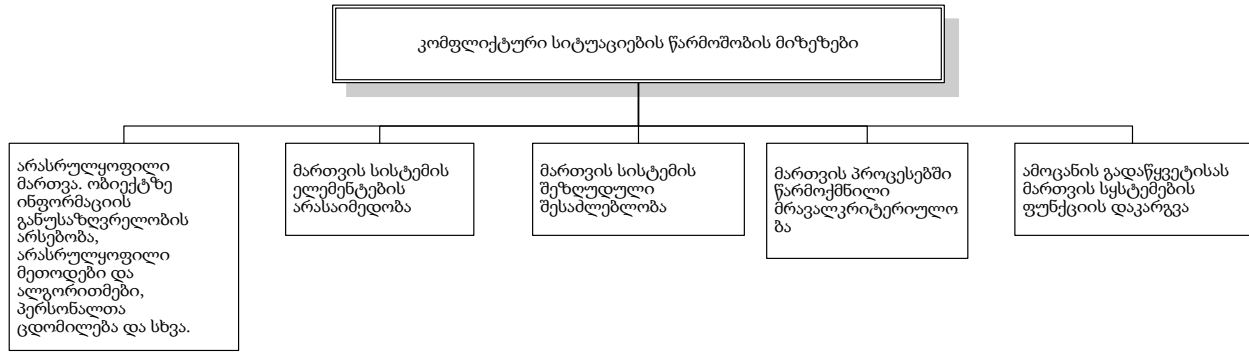 კომფლიქტური სიტუაციების წარმოშობის მიზეზები
არასრულყოფილი
მართვა. ობიექტზე
ინფორმაციის
განუსაზღვრელობის
არსებობა,
არასრულყოფილი
მეთოდები და
ალგორითმები,
პერსონალთა
ცდომილება და სხვა.
მართვის სისტემის
ელემენტების
არასაიმედობა
მართვის სისტემის
შეზღუდული
შესაძლებლობა
მართვის პროცესებში
წარმოქმნილი
მრავალკრიტერიულო
ბა
ამოცანის გადაწყვეტისას
მართვის სყსტემების
ფუნქციის დაკარგვა